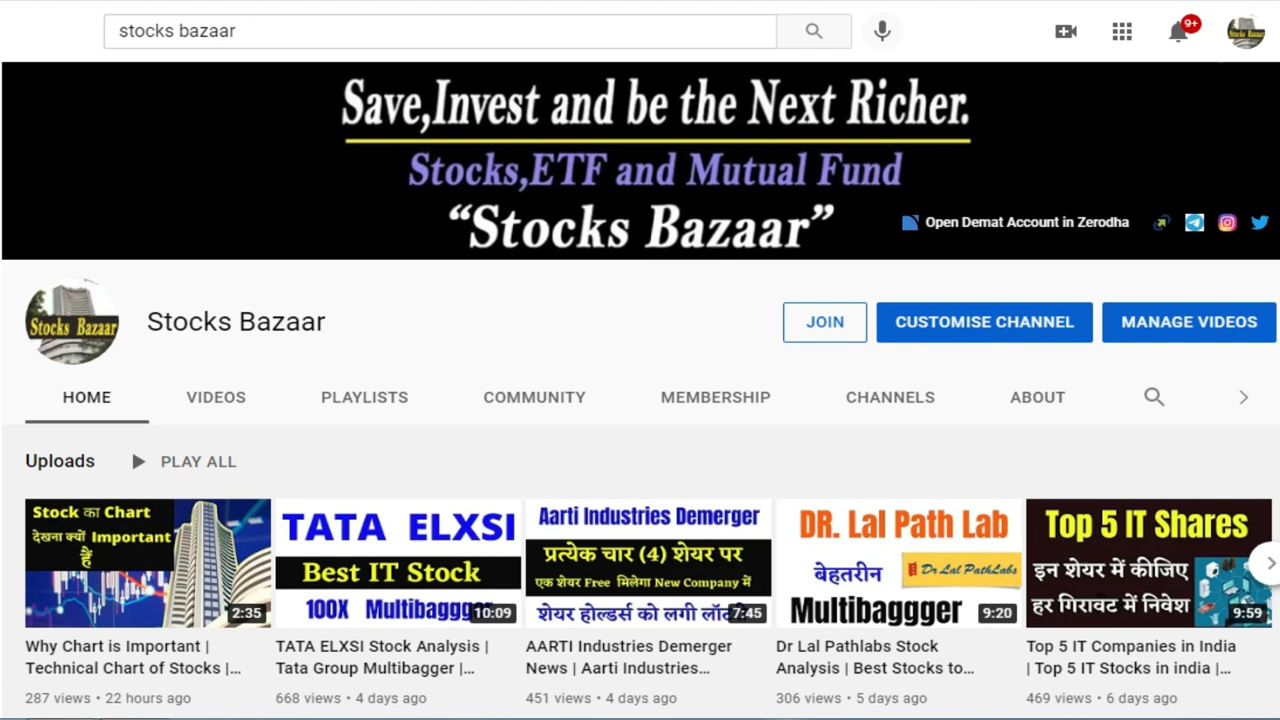 stocks bazaar
9+
Stocks Bazaar
Save,Invest and be the Next Richer.
Stocks,ETF and Mutual Fund
“Stocks Bazaar”
Open Demat Account in Zerodha
Stocks Bazaar
Stocks Bazaar
JOIN
CUSTOMISE CHANNEL
MANAGE VIDEOS
HOME
VIDEOS
PLAYLISTS
COMMUNITY
MEMBERSHIP
CHANNELS
ABOUT
Uploads
PLAY ALL
Stock का Chart
देखना क्यों Important
हैं
2:35
Why Chart is Important |
Technical Chart of Stocks |...
287 views • 22 hours ago
TATA ELXSI
Best IT Stock
100X Multibaggg
10:09
TATA ELXSI Stock Analysis |
Tata Group Multibagger |...
668 views • 4 days ago
Aarti Industries Demerger
प्रत्येक चार (4) शेयर पर
एक शेयर Free मिलेगा New Company में
शेयर होल्डर्स को लगी
7:45
AARTI Industries Demerger
News | Aarti Industries...
451 views • 4 days ago
DR. Lal Path Lab
बेहतरीन
Dr Lal PathLabs
Multibagggger
9:20
Dr Lal Pathlabs Stock
Analysis | Best Stocks to...
306 views • 5 days ago
Top 5 IT Shares
इन शेयर में कीजिए
हर गिरावट में निवेश
9:59
Top 5 IT Companies in India
| Top 5 IT Stocks in india |...
469 views • 6 days ago